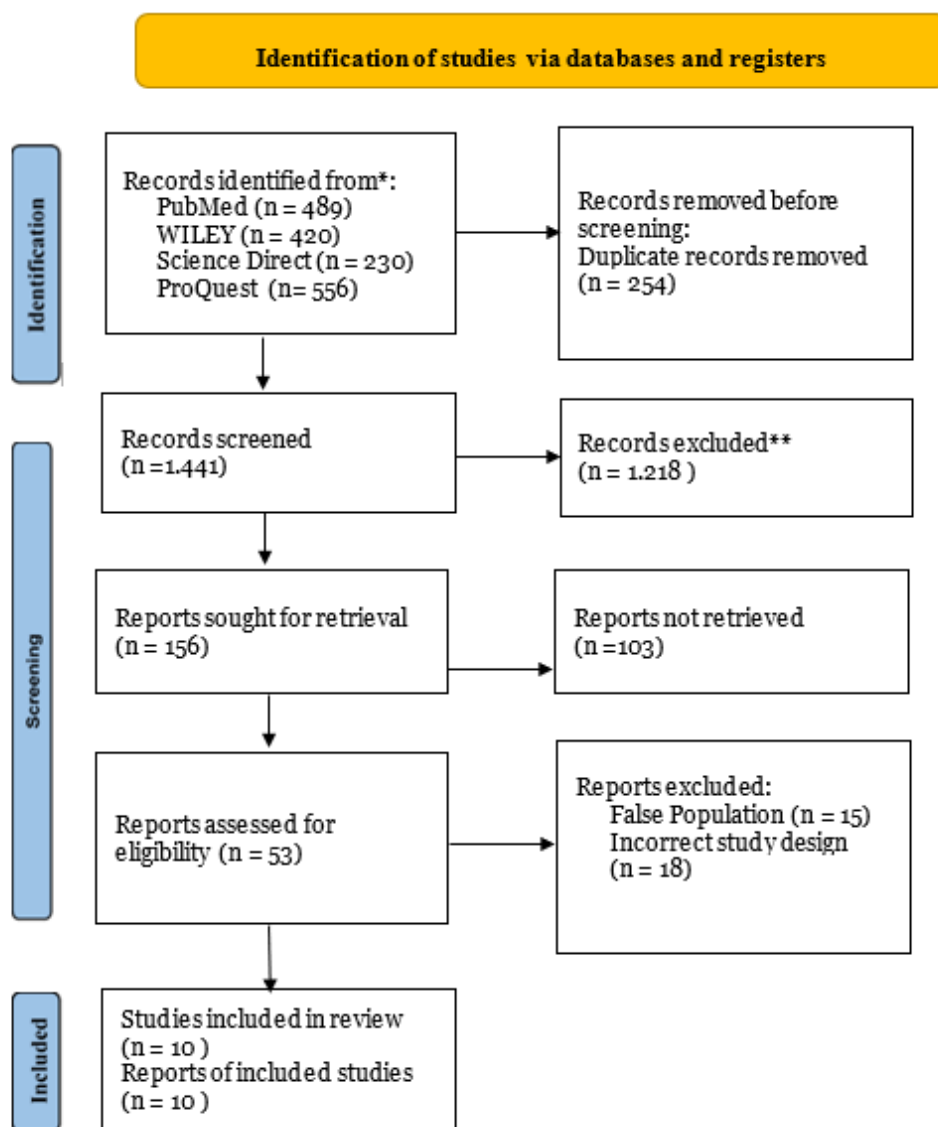 Identification of studies via databases and registers
Identification
Records identified from*:
PubMed (n = 489)
WILEY (n = 420)
Science Direct (n = 230)
ProQuest (n= 556)
Records removed before
screening:
Duplicate records removed
(n = 254)
Screening
Records screened
(n =1.441)
Records excluded**
(n = 1.218 )
Reports sought for retrieval
(n = 156)
Reports not retrieved
(n =103)
Reports assessed for
eligibility (n = 53)
Reports excluded:
False Population (n = 15)
Incorrect study design
(n = 18)
Included
Studies included in review
(n = 10 )
Reports of included studies
(n = 10 )